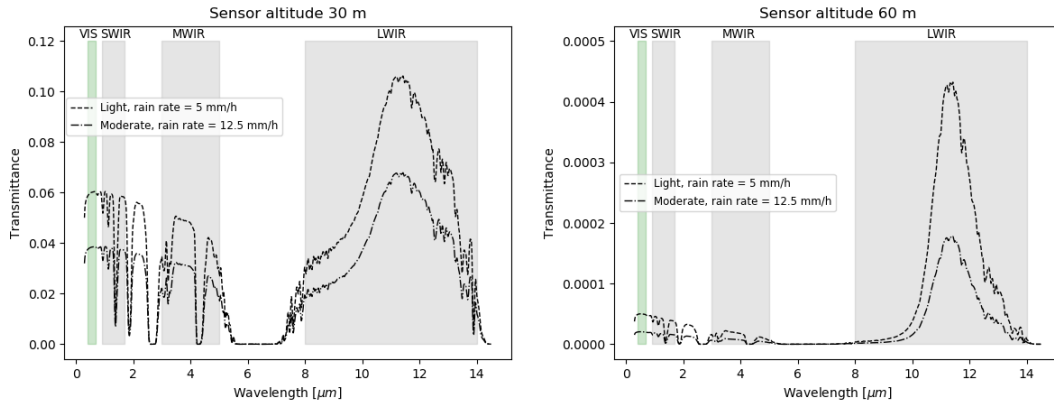 Sensor altitude 30 m
VIS SWIR MWIR LWIR
0.12
0.10
0.08
0.06
0.04
0.02
0.00
Transmittance
Light, rain rate = 5 mm/h
Moderate, rain rate = 12.5 mm/h
0 2 4 6 8 10 12 14
Wavelength [μm]
Sensor altitude 60 m
VIS SWIR MWIR LWIR
0.0005
0.0004
0.0003
0.0002
0.0001
0.0000
Transmittance
Light, rain rate = 5 mm/h
Moderate, rain rate = 12.5 mm/h
0 2 4 6 8 10 12 14
Wavelength [μm]